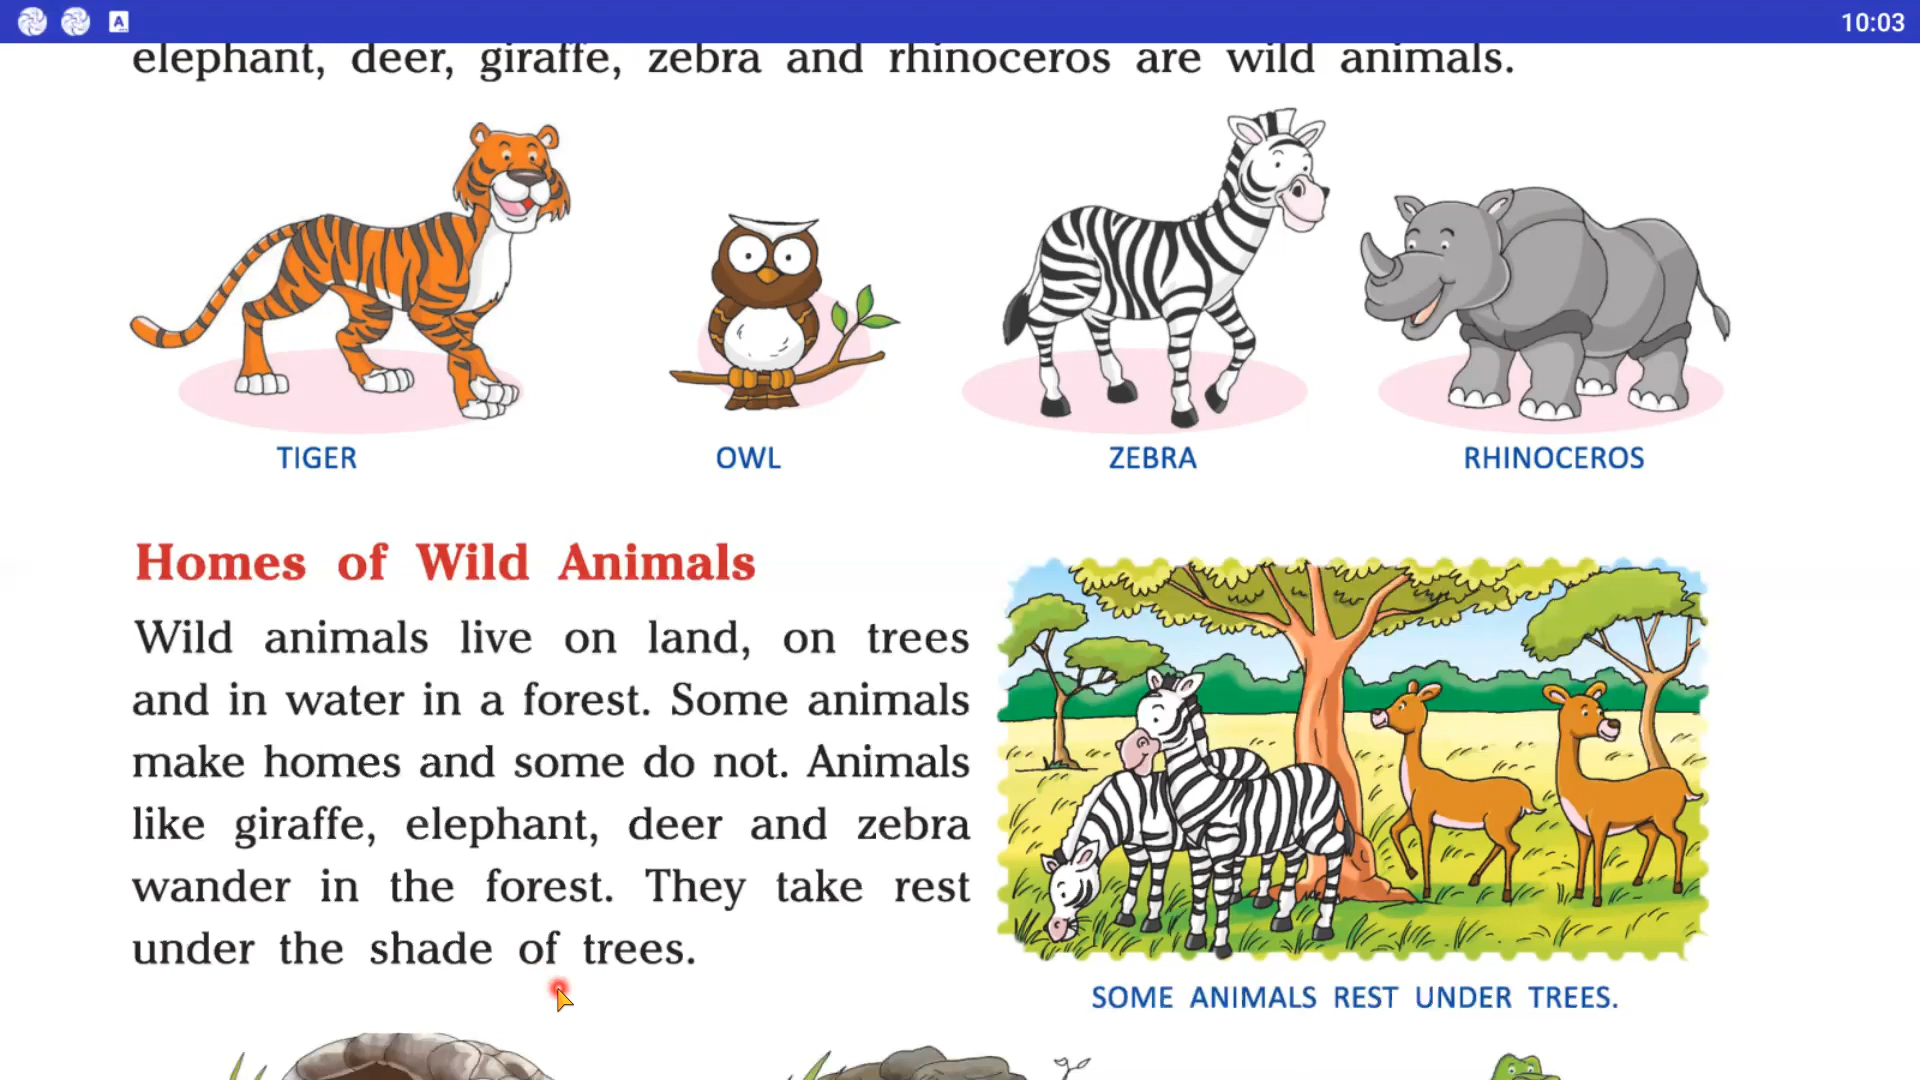 10:03
elephant, deer, giraffe, zebra and rhinoceros are wild animals.
TIGER
OWL
ZEBRA
RHINOCEROS
Homes of Wild Animals
Wild animals live on land, on trees
and in water in a forest. Some animals
make homes and some do not. Animals
like giraffe, elephant, deer and zebra
wander in the forest. They take rest
under the shade of trees.
SOME ANIMALS REST UNDER TREES.